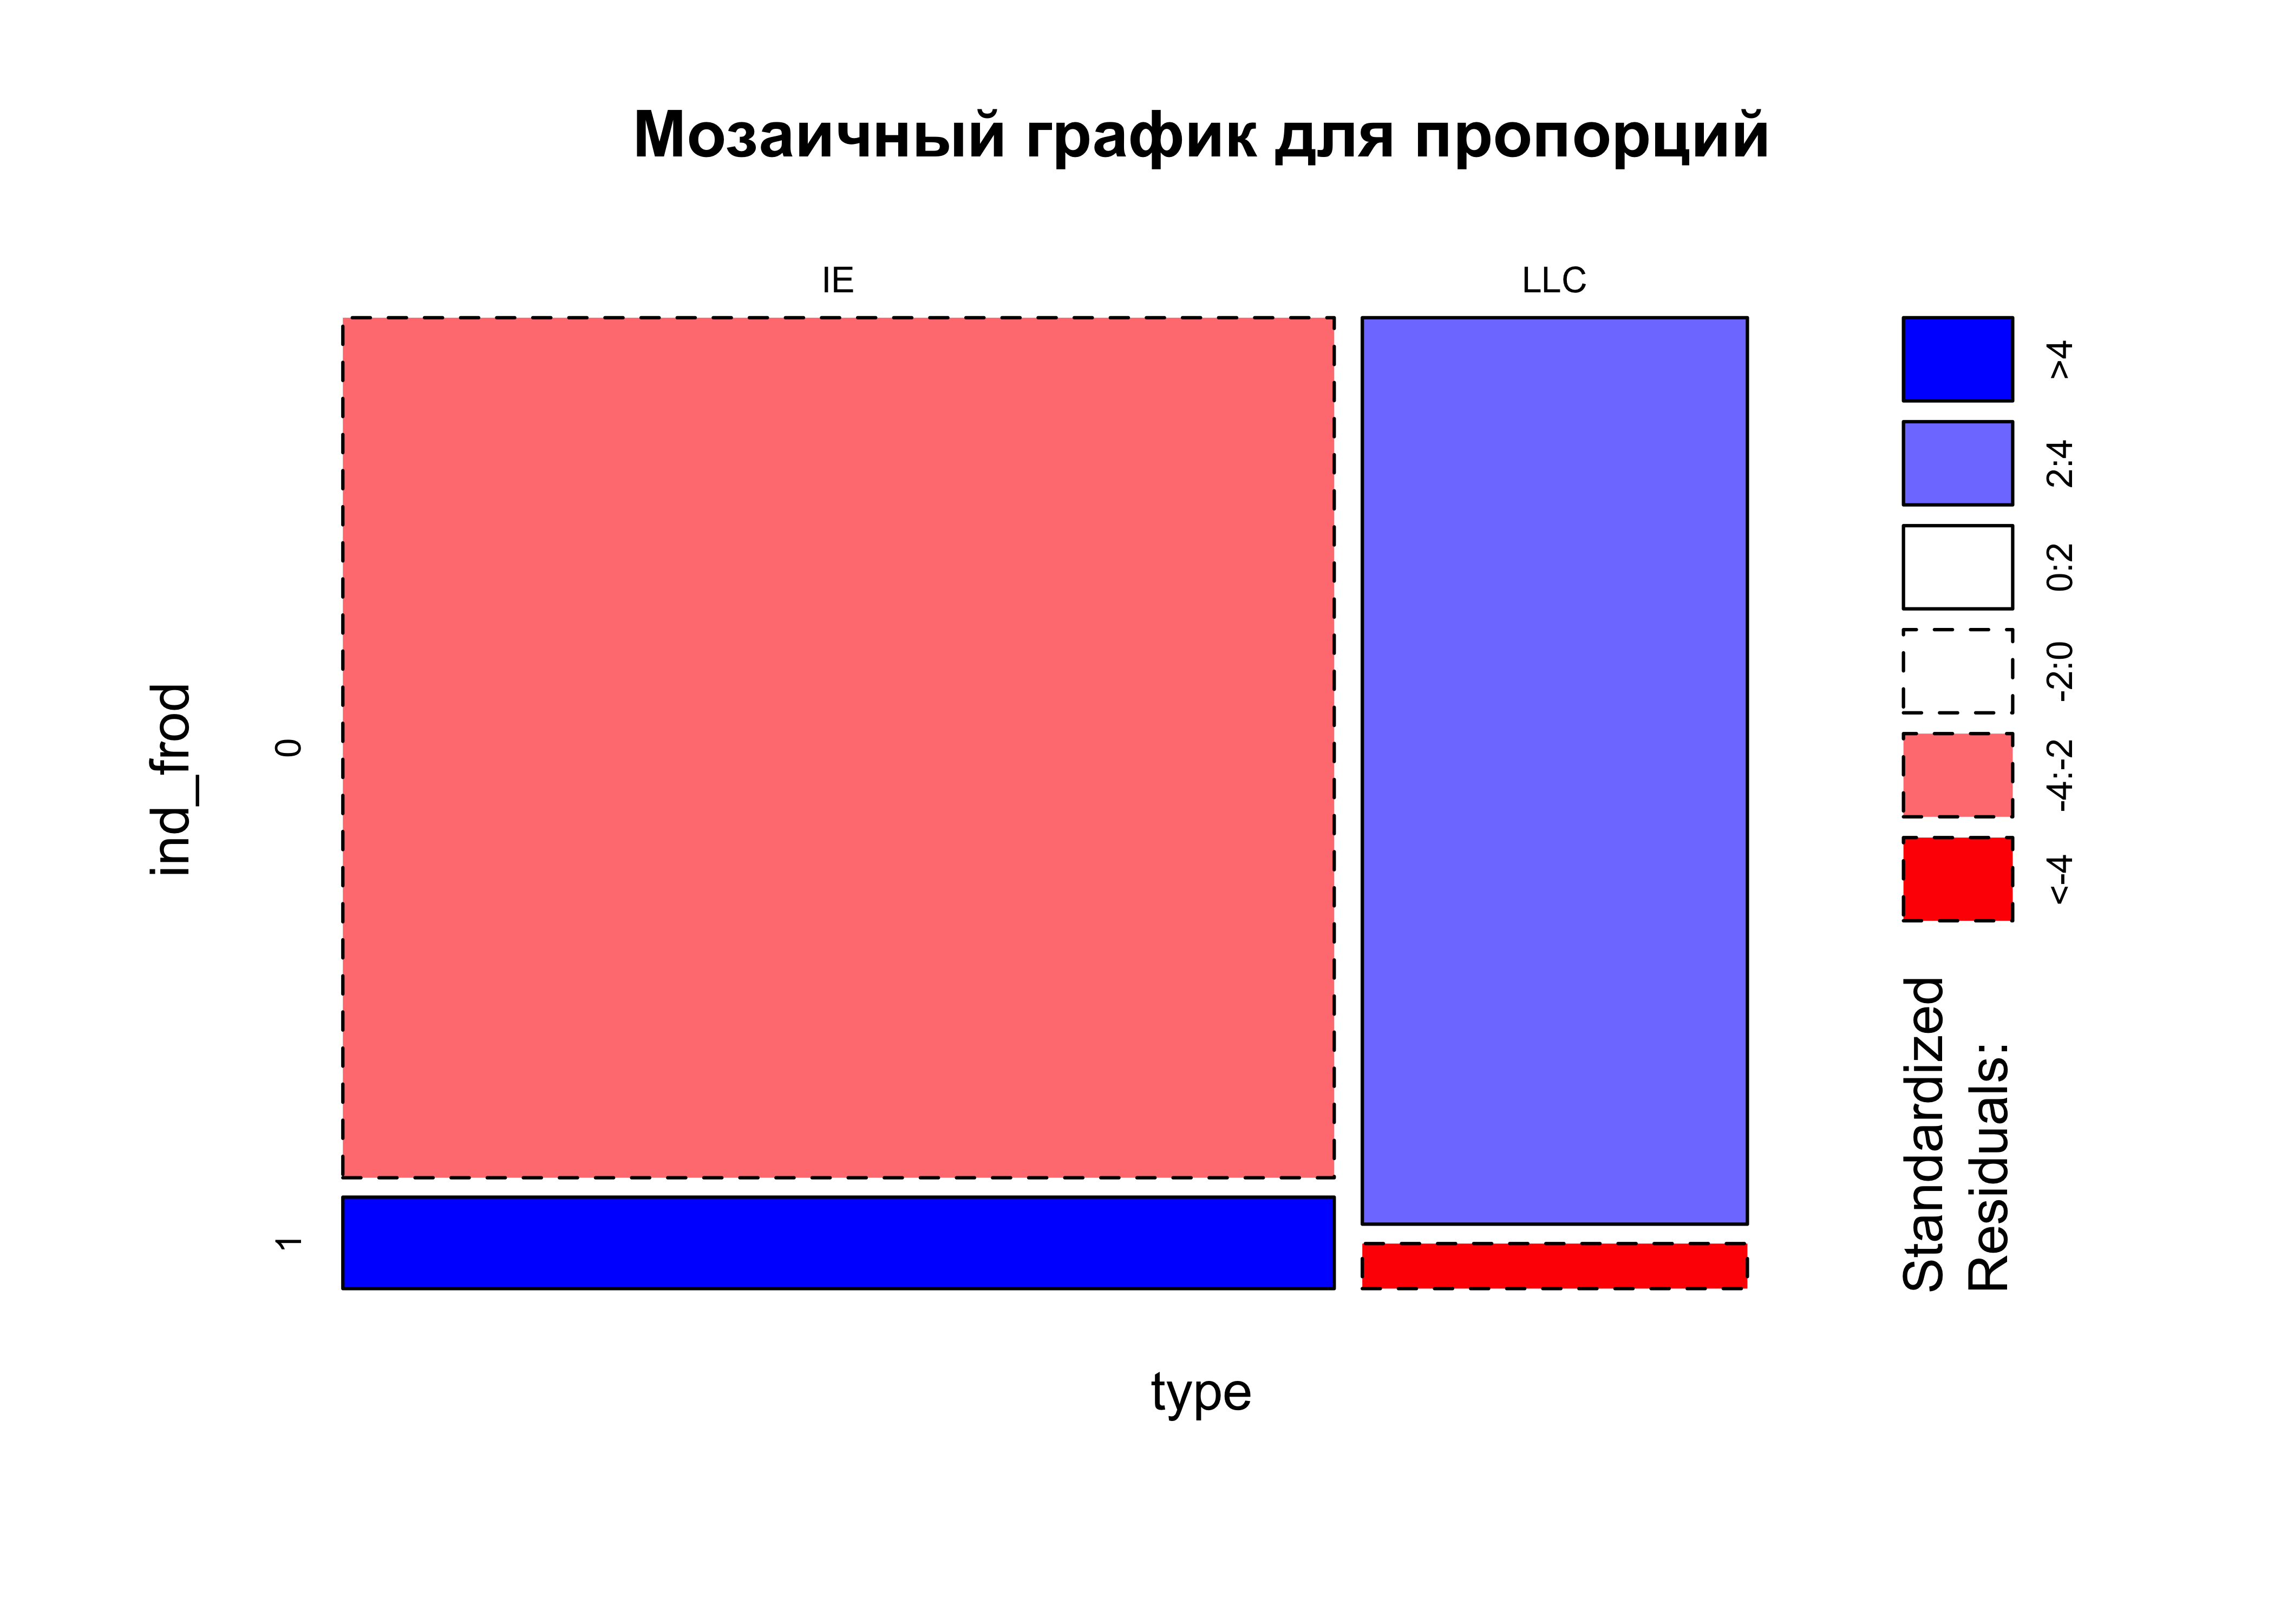 Мозаичный график для пропорций
IE
LLC
ind_frod
0
1
type
>4
2:4
0:2
-2:0
-4:-2
<-4
Standardized
Residuals: